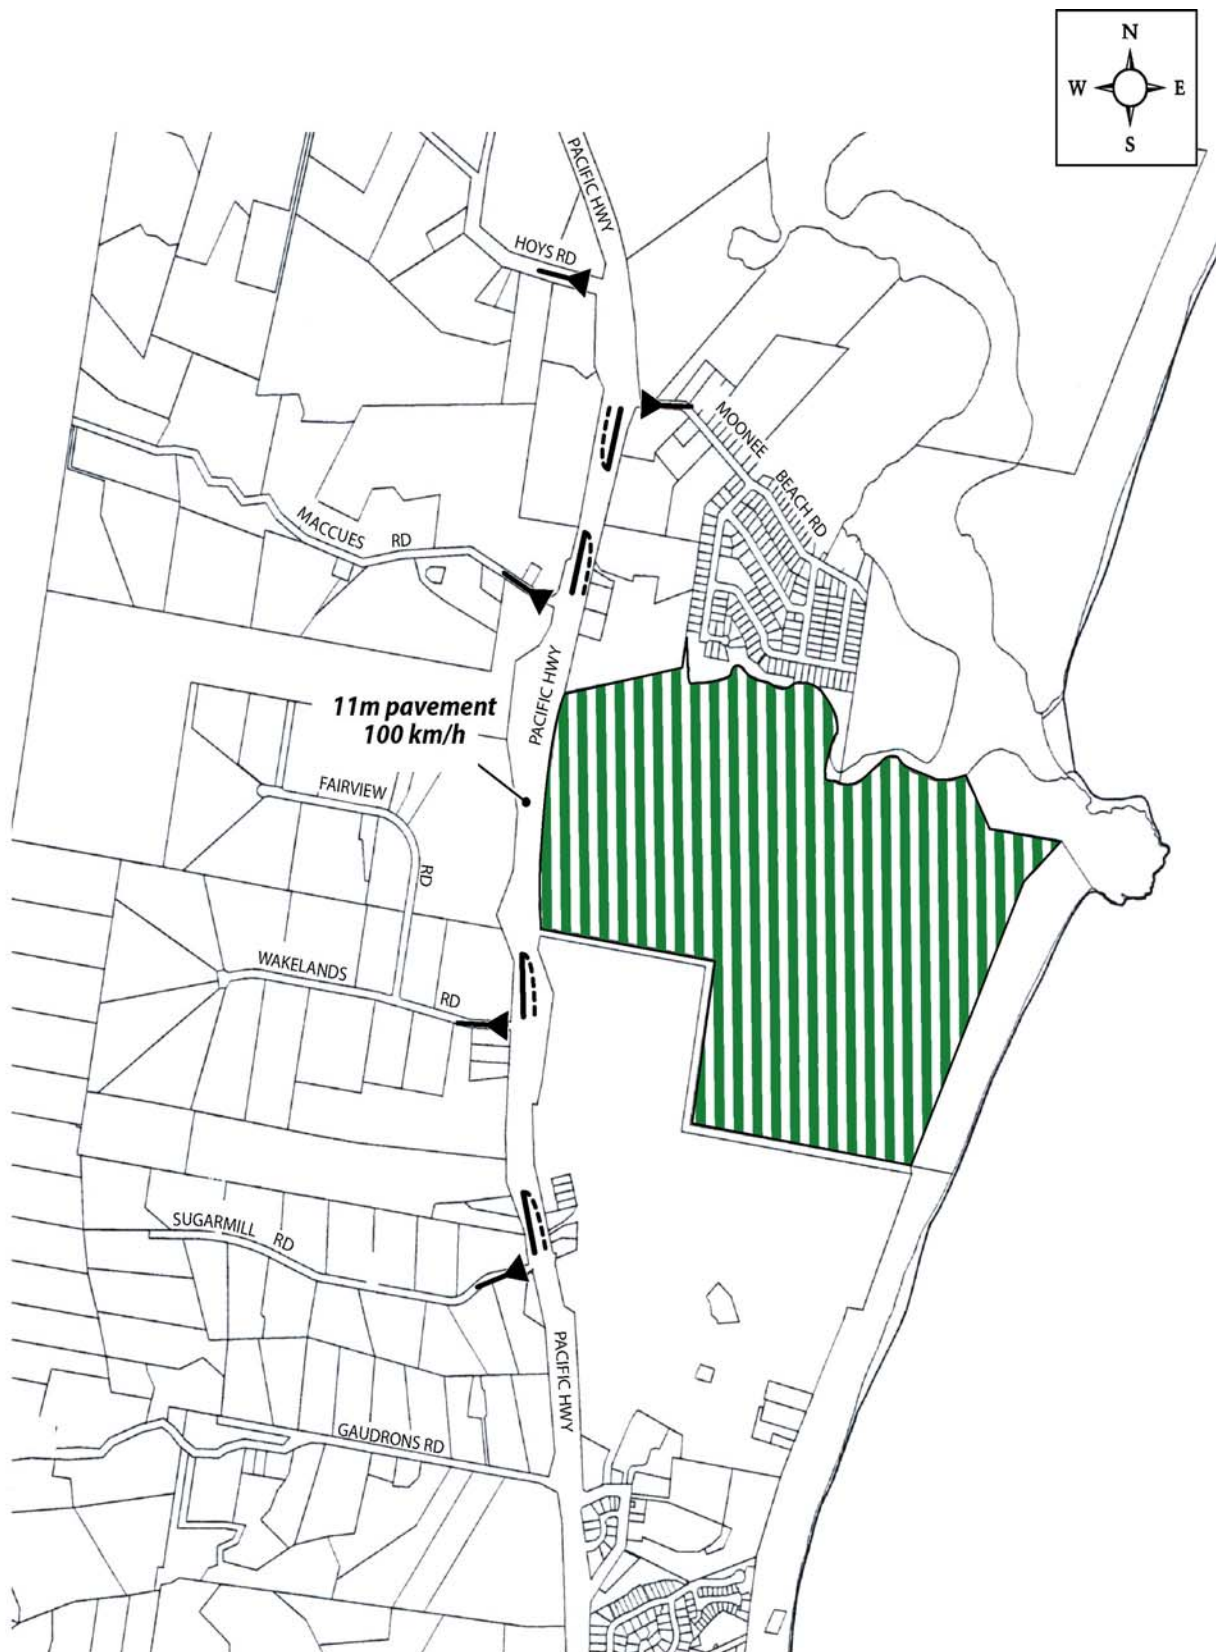 N
W E
S
PACIFIC HWY
HOYS RD
MOONEE BEACH RD
MACCUES RD
PACIFIC HWY
11m pavement
100 km/h
FAIRVIEW RD
WAKELANDS RD
SUGARMILL RD
PACIFIC HWY
GAUDRONS RD